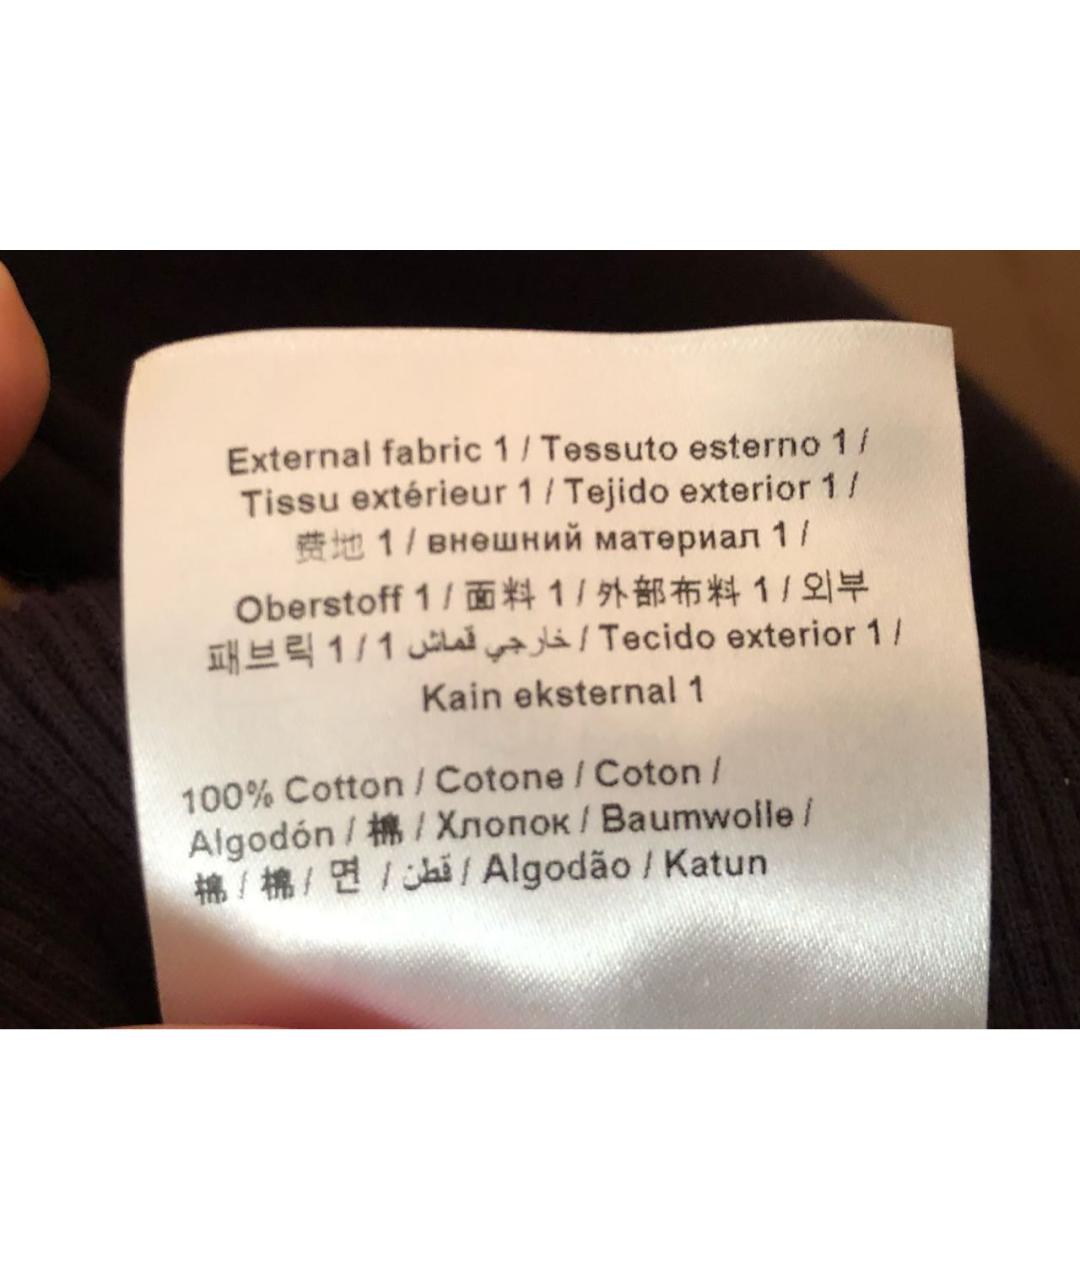 External fabric 1 / Tessuto esterno 1 /
Tissu extérieur 1 / Tejido exterior 1 /
费地 1 / внешний материал 1 /
Oberstoff 1 / 面料 1 / 外部布料 1 / 외부
패브릭 1 / 1 خارجي قماش / Tecido exterior 1 /
Kain eksternal 1
100% Cotton / Cotone / Coton /
Algodón / 棉 / Хлопок / Baumwolle /
棉 / 棉 / 면 / قطن / Algodão / Katun